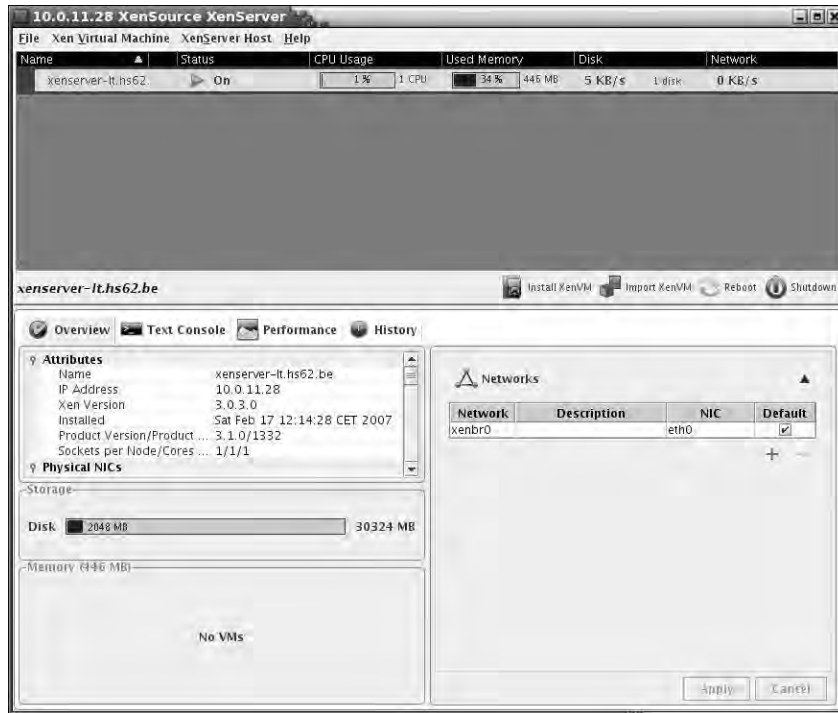 10.0.11.28 XenSource XenServer
File Xen Virtual Machine XenServer Host Help
Name Status CPU Usage Used Memory Disk Network
xenserver-lt.hs62. On 1% 1 CPU 34% 446 MB 5 KB/s 1 disk 0 KB/s
xenserver-lt.hs62.be Install XenVM Import XenVM Reboot Shutdown
Overview Text Console Performance History
Attributes
Name xenserver-lt.hs62.be
IP Address 10.0.11.28
Xen Version 3.0.3.0
Installed Sat Feb 17 12:14:28 CET 2007
Product Version/Product ... 3.1.0/1332
Sockets per Node/Cores ... 1/1/1
Physical NICs
Storage
Disk 2048 MB 30324 MB
Memory (446 MB)
No VMs
Networks
Network Description NIC Default
xenbr0 eth0
Apply Cancel